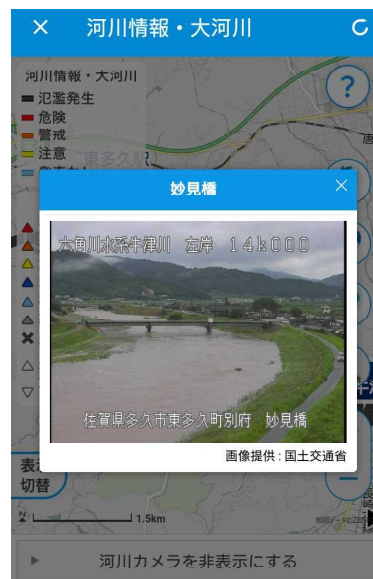 × 河川情報・大河川
河川情報・大河川
氾濫発生
危険
警戒
注意
東多久駅
?
妙見橋 ×
六角川水系牛津川 左岸 14k000
佐賀県多久市東多久町別府 妙見橋
画像提供:国土交通省
切替
1.5km
河川カメラを非表示にする